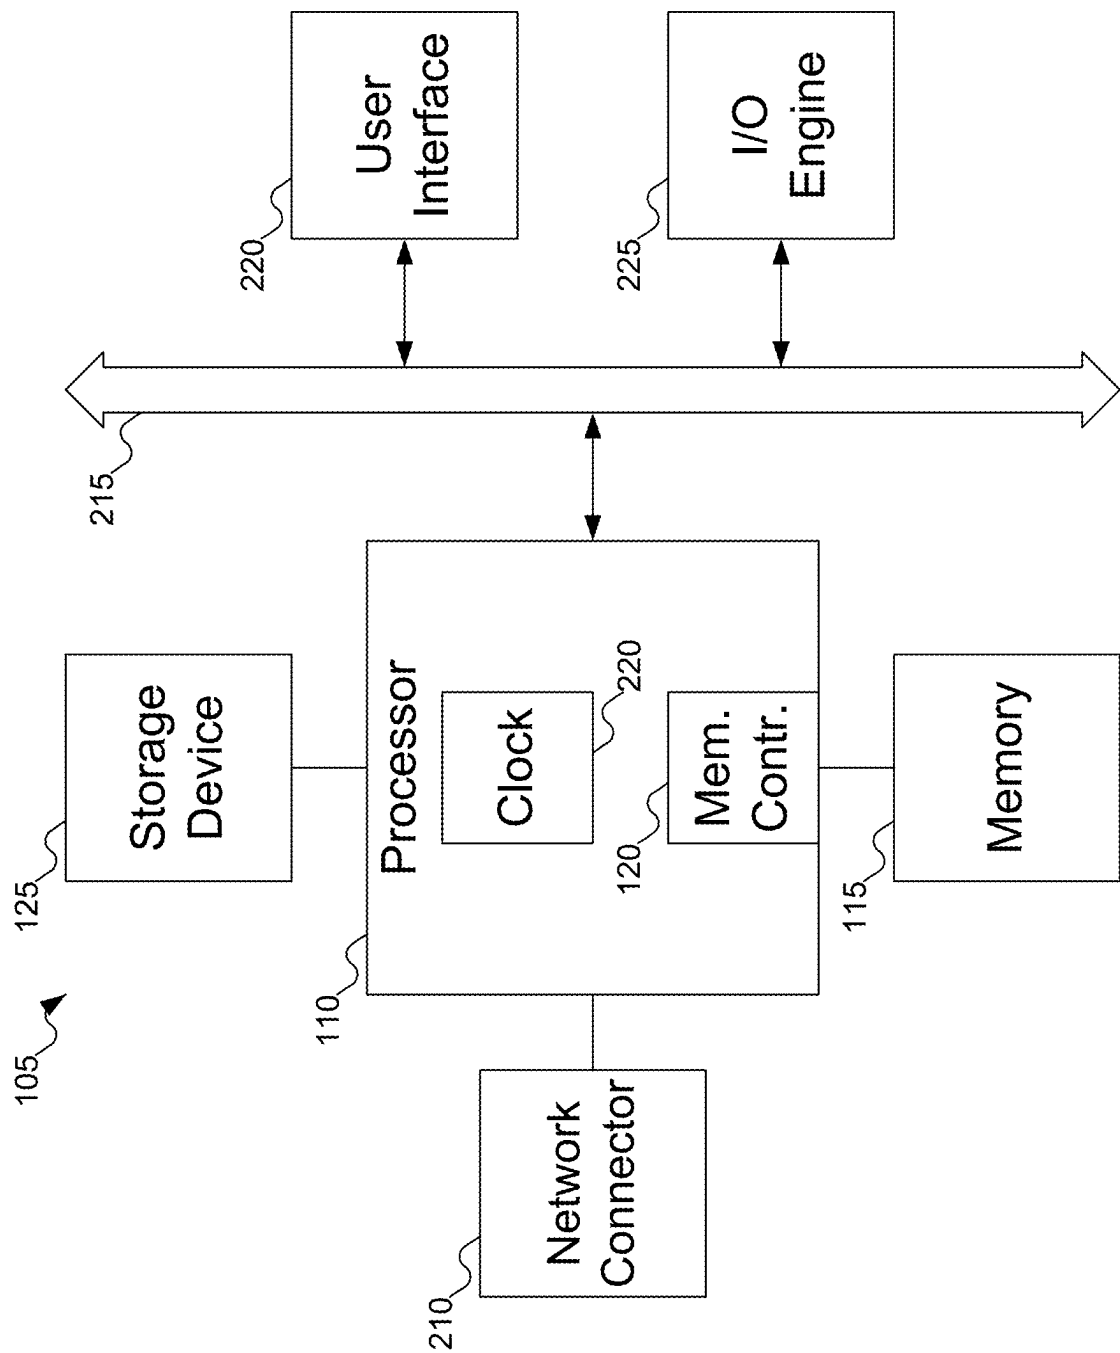 105
125
Storage
Device
110
Processor
Clock
220
120
Mem.
Contr.
210
Network
Connector
115
Memory
215
220
User
Interface
225
I/O
Engine